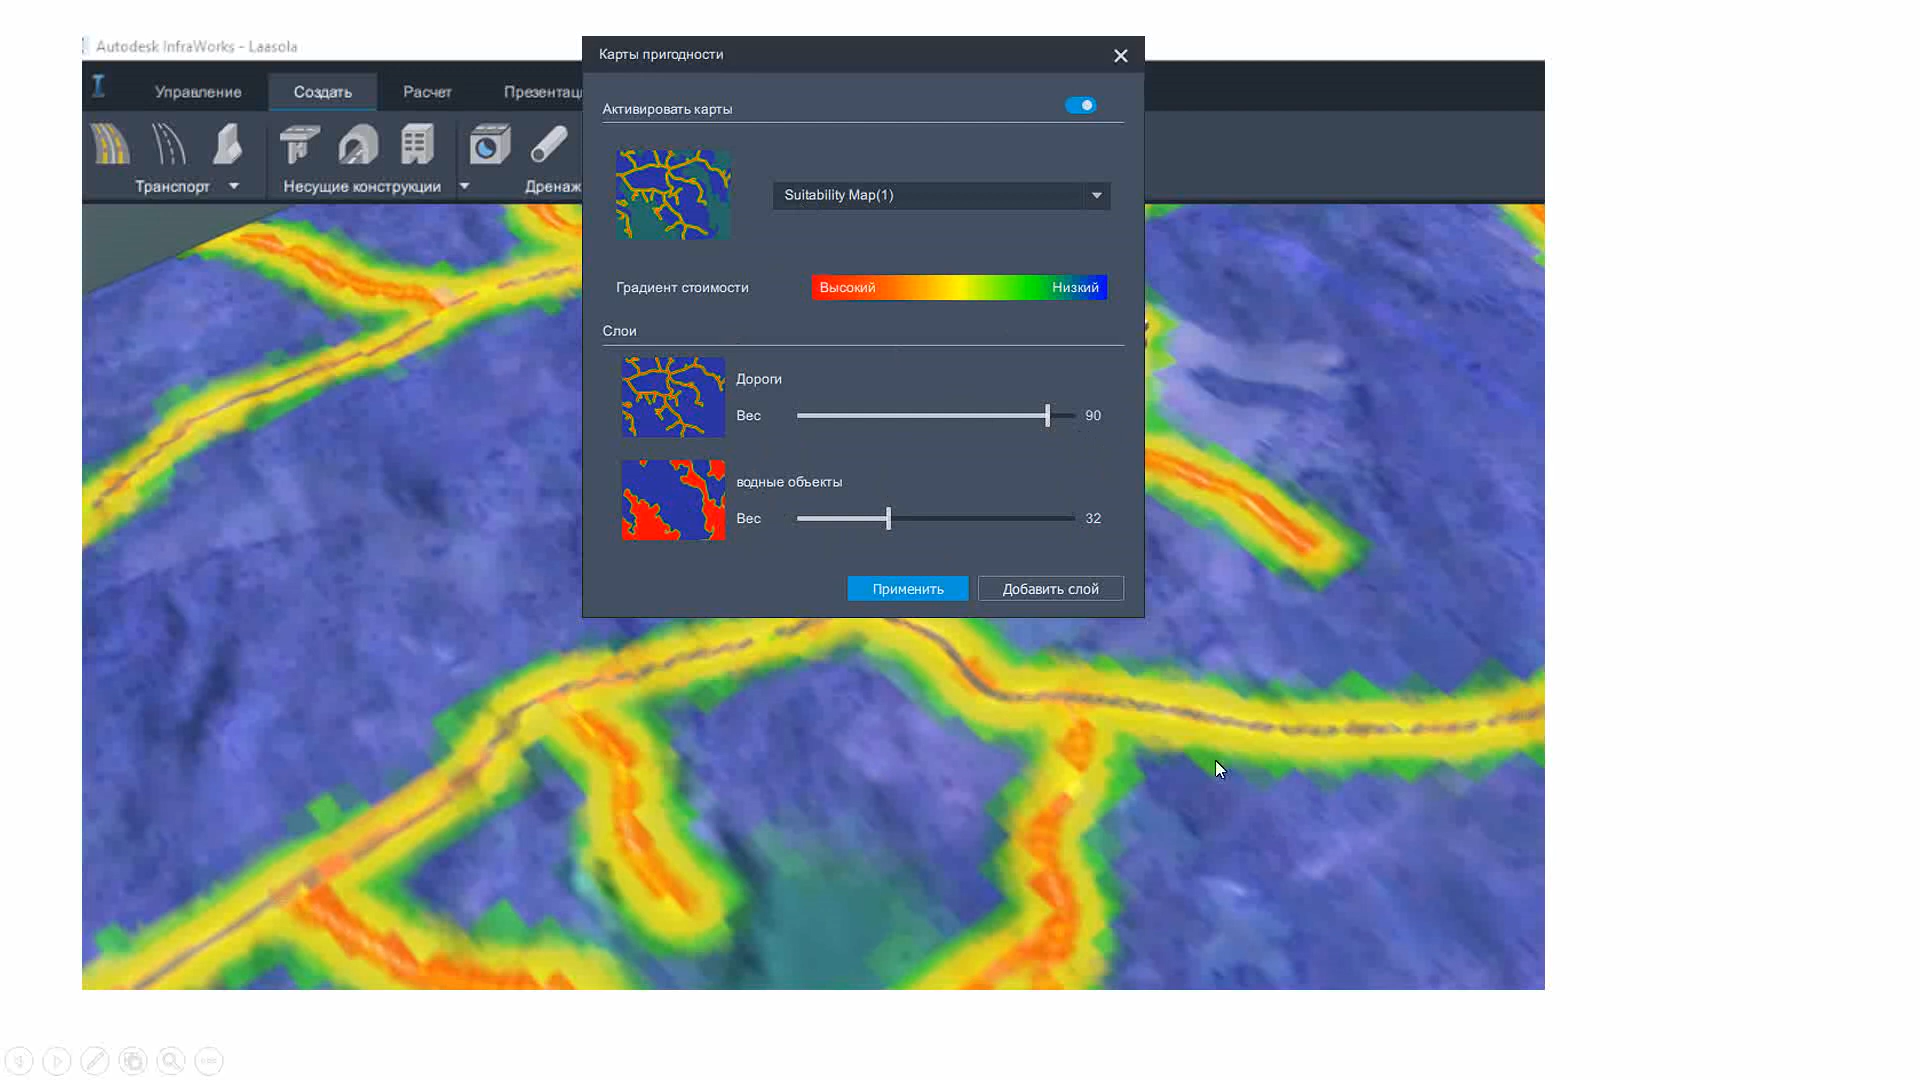 Autodesk InfraWorks - Laasola
Управление Создать Расчет Презентац
Транспорт Несущие конструкции Дренаж
Карты пригодности
Активировать карты
Suitability Map(1)
Градиент стоимости Высокий Низкий
Слои
Дороги
Вес 90
водные объекты
Вес 32
Применить Добавить слой